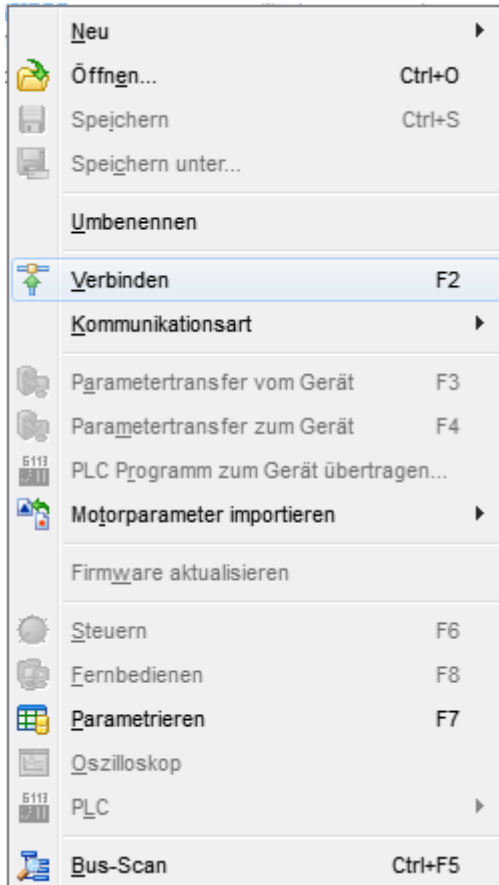 Neu
Öffnen... Ctrl+O
Speichern Ctrl+S
Speichern unter...
Umbenennen
Verbinden F2
Kommunikationsart
Parametertransfer vom Gerät F3
Parametertransfer zum Gerät F4
PLC Programm zum Gerät übertragen...
Motorparameter importieren
Firmware aktualisieren
Steuern F6
Fernbedienen F8
Parametrieren F7
Oszilloskop
PLC
Bus-Scan Ctrl+F5